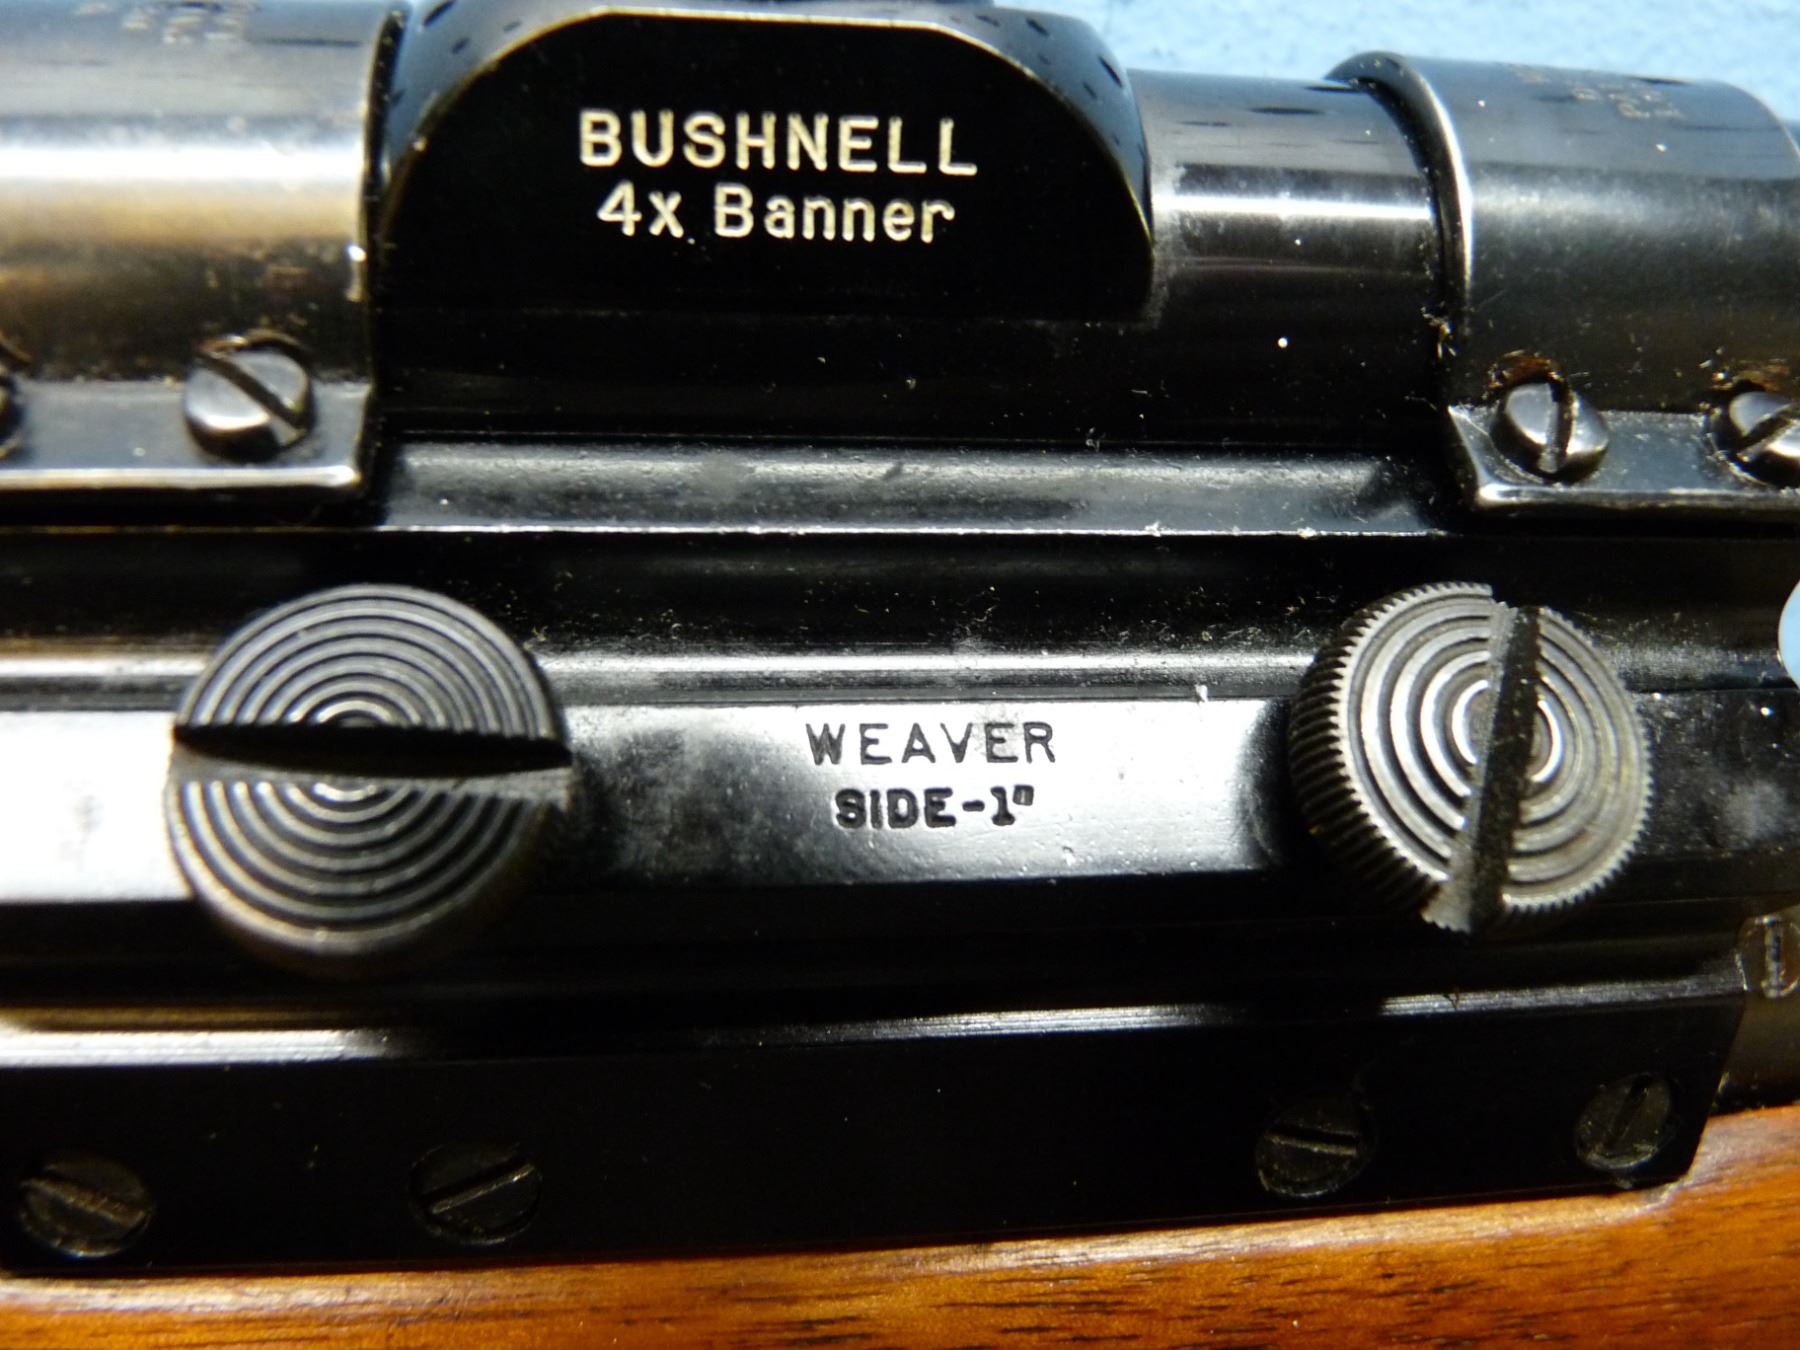 BUSHNELL
4x Banner
WEAVER
SIDE-1"